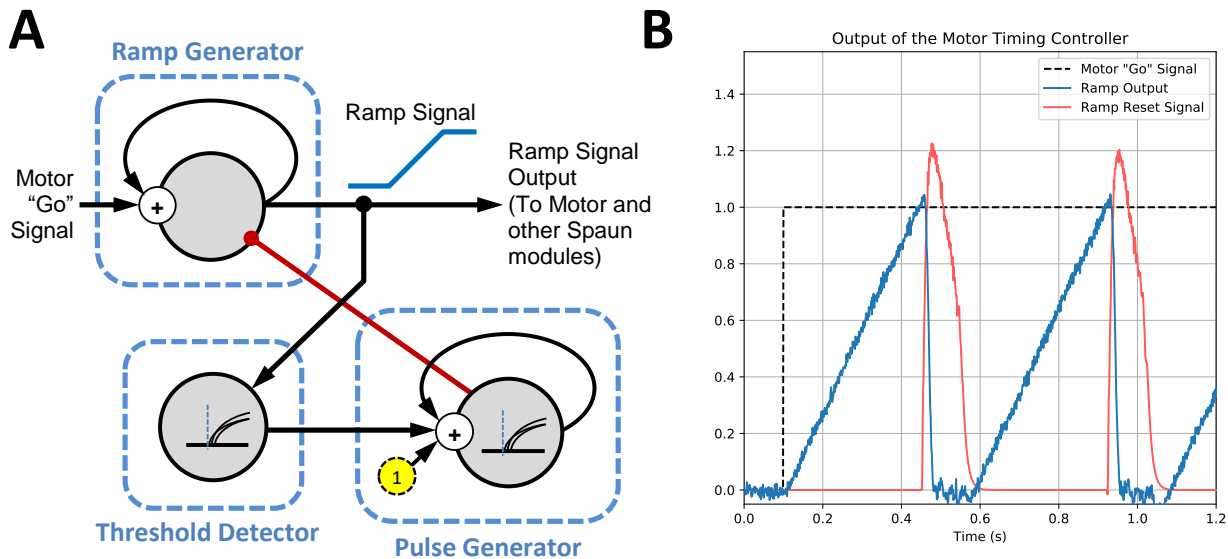 A
Ramp Generator
Motor
“Go”
Signal
+
Ramp Signal
Ramp Signal
Output
(To Motor and
other Spaun
modules)
+
1
Threshold Detector
Pulse Generator
B
Output of the Motor Timing Controller
Motor "Go" Signal
Ramp Output
Ramp Reset Signal
1.4
1.2
1.0
0.8
0.6
0.4
0.2
0.0
0.0 0.2 0.4 0.6 0.8 1.0 1.2
Time (s)